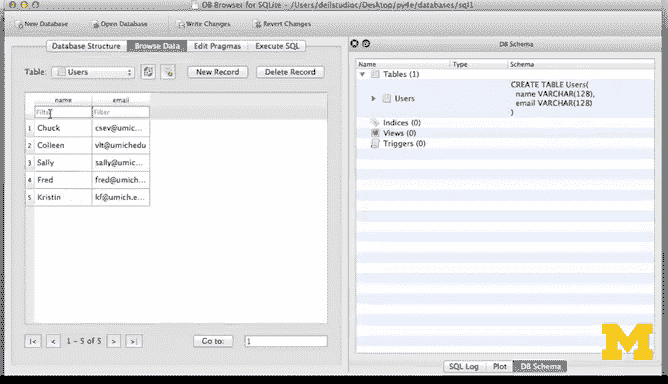 DB Browser for SQLite - /Users/deilstudioc/Desktop/py4e/databases/sql1
New Database Open Database Write Changes Revert Changes
Database Structure Browse Data Edit Pragmas Execute SQL
DB Schema
Table: Users New Record Delete Record
name email
Filter Filter
1 Chuck csev@umic...
2 Colleen vlt@umichedu
3 Sally sally@umic...
4 Fred fred@umich...
5 Kristin kf@umich.e...
|< < 1 - 5 of 5 > >| Go to: 1
Name Type Schema
Tables (1)
Users
CREATE TABLE Users(
name VARCHAR(128),
email VARCHAR(128)
)
Indices (0)
Views (0)
Triggers (0)
M
SQL Log Plot DB Schema